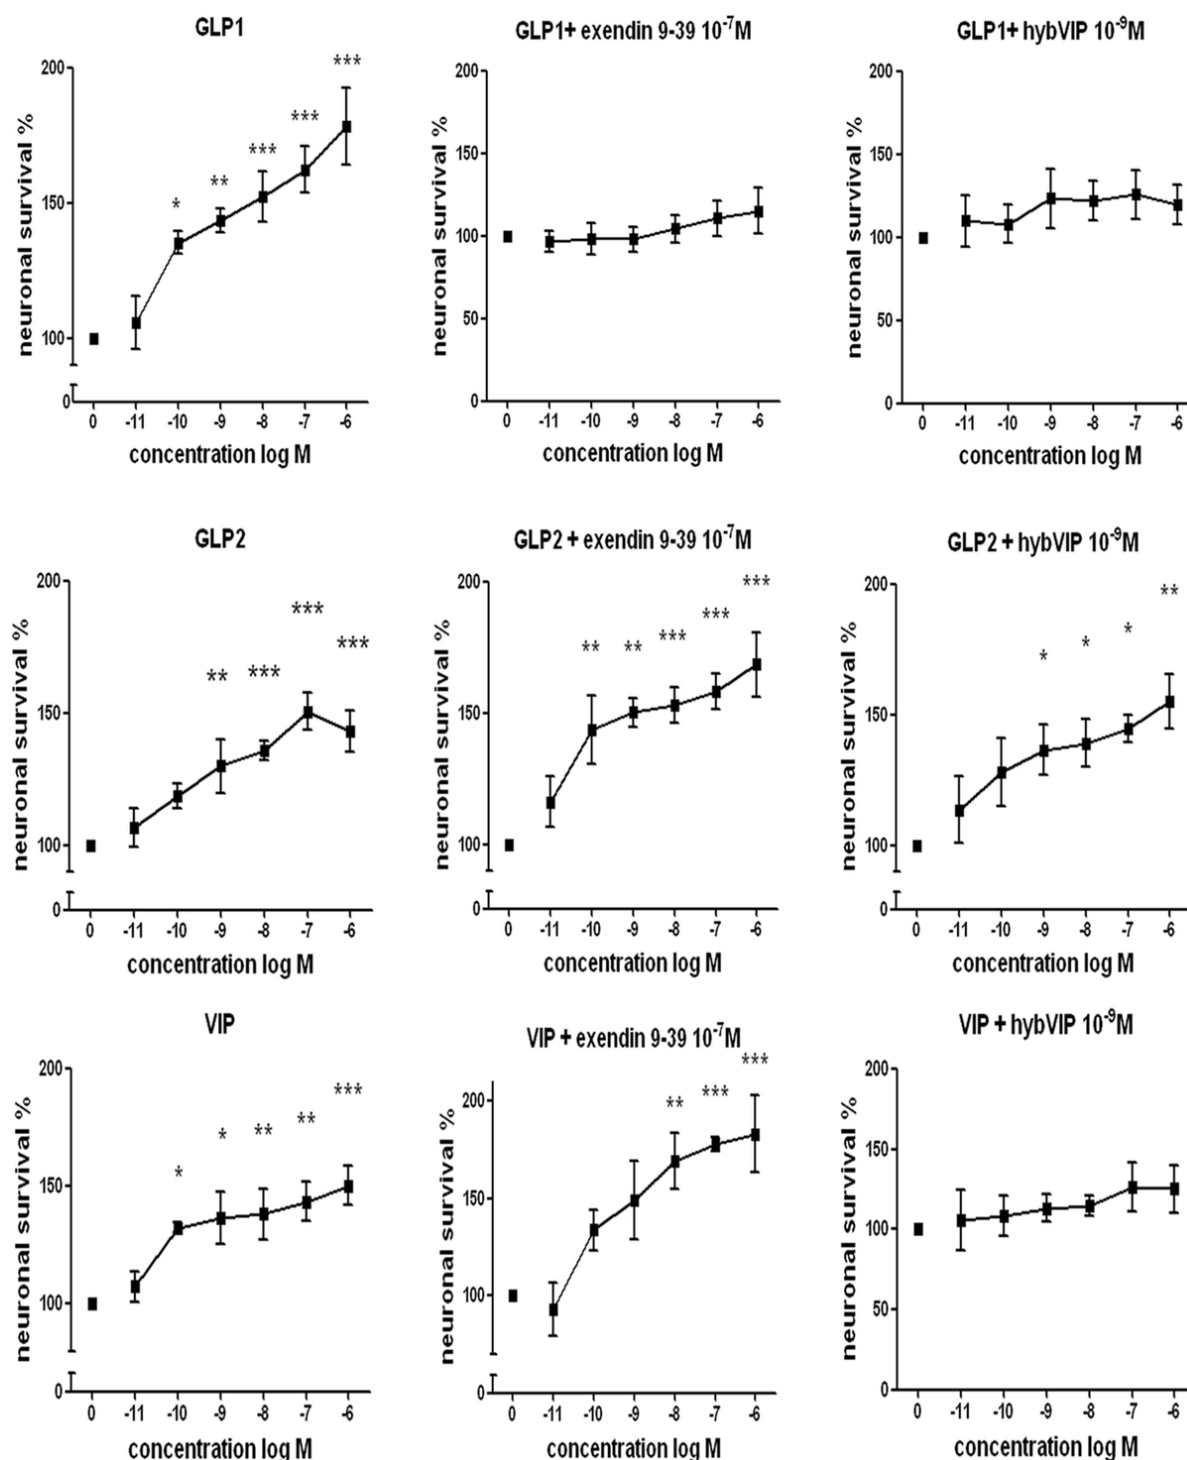 GLP1
neuronal survival %
200
150
100
0
*
**
***
***
***
0 -11 -10 -9 -8 -7 -6
concentration log M
GLP1+ exendin 9-39 10⁻⁷M
neuronal survival %
200
150
100
50
0
0 -11 -10 -9 -8 -7 -6
concentration log M
GLP1+ hybVIP 10⁻⁹M
neuronal survival %
200
150
100
50
0
0 -11 -10 -9 -8 -7 -6
concentration log M
GLP2
neuronal survival %
200
150
100
0
**
***
***
***
0 -11 -10 -9 -8 -7 -6
concentration log M
GLP2 + exendin 9-39 10⁻⁷M
neuronal survival %
200
150
100
0
**
**
***
***
***
0 -11 -10 -9 -8 -7 -6
concentration log M
GLP2 + hybVIP 10⁻⁹M
neuronal survival %
200
150
100
0
*
*
*
**
0 -11 -10 -9 -8 -7 -6
concentration log M
VIP
neuronal survival %
200
150
100
0
*
*
**
**
***
0 -11 -10 -9 -8 -7 -6
concentration log M
VIP + exendin 9-39 10⁻⁷M
neuronal survival %
200
150
100
0
**
***
***
0 -11 -10 -9 -8 -7 -6
concentration log M
VIP + hybVIP 10⁻⁹M
neuronal survival %
200
150
100
50
0
0 -11 -10 -9 -8 -7 -6
concentration log M